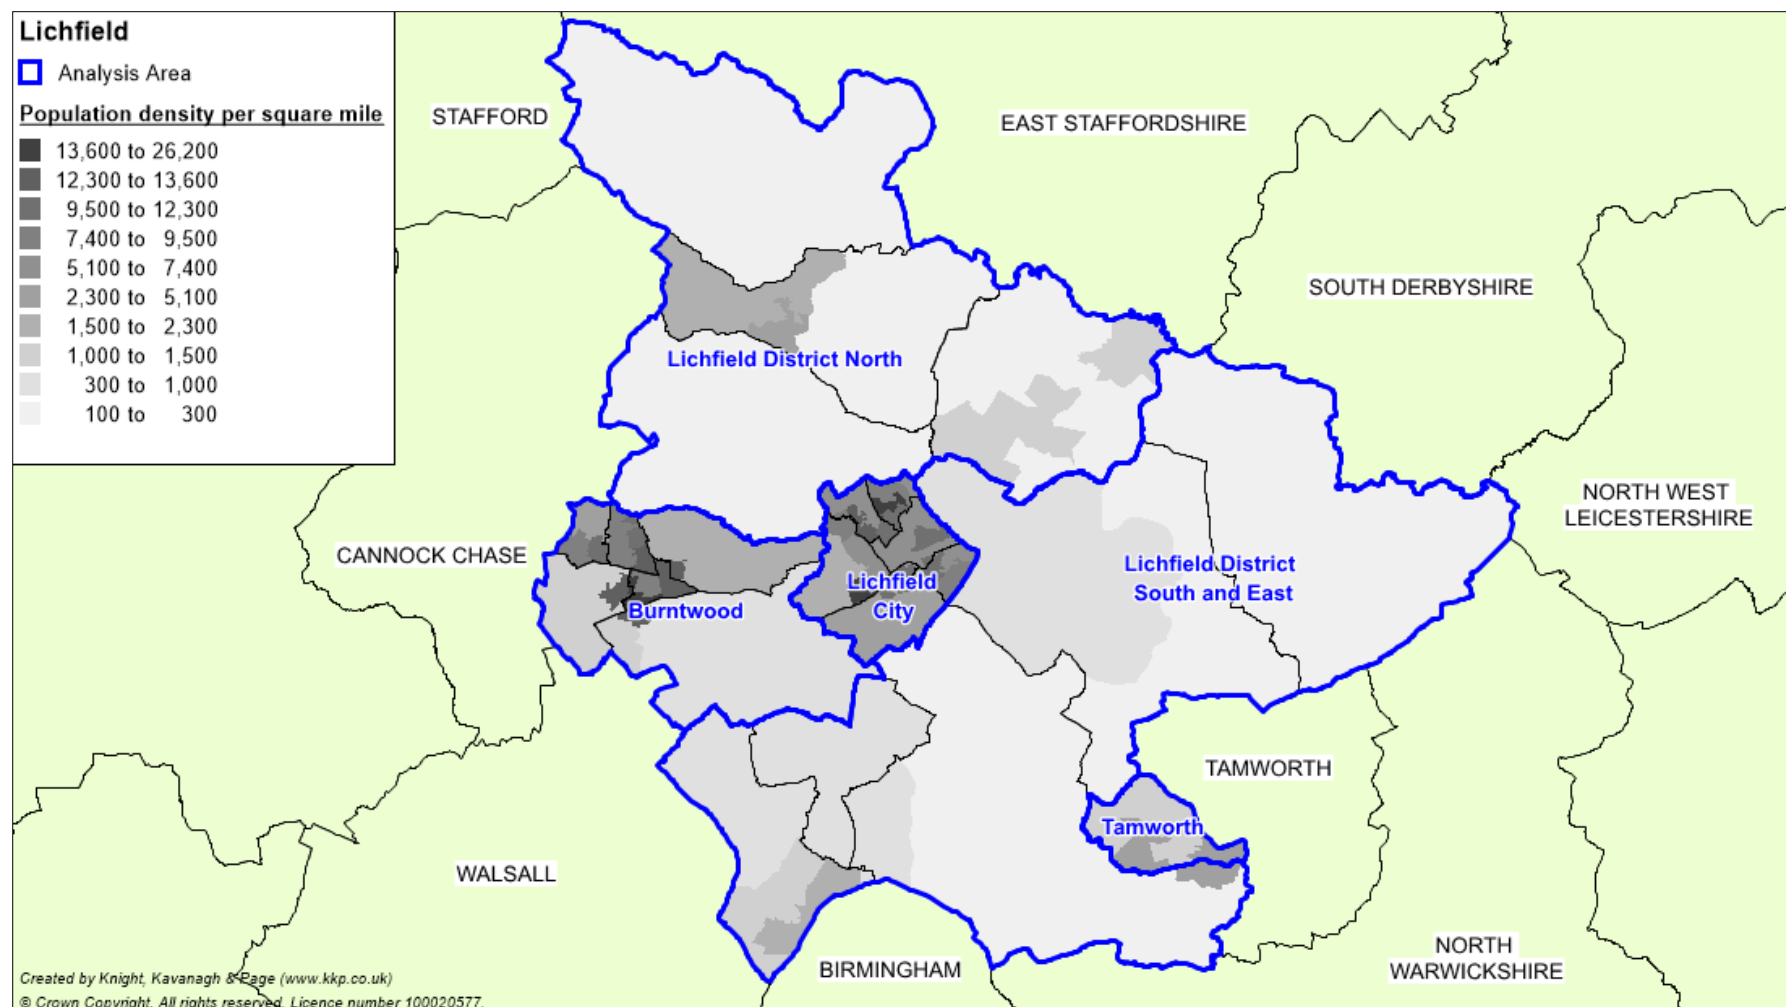 Lichfield
Analysis Area
Population density per square mile
13,600 to 26,200
12,300 to 13,600
9,500 to 12,300
7,400 to 9,500
5,100 to 7,400
2,300 to 5,100
1,500 to 2,300
1,000 to 1,500
300 to 1,000
100 to 300
STAFFORD
EAST STAFFORDSHIRE
SOUTH DERBYSHIRE
Lichfield District North
NORTH WEST
LEICESTERSHIRE
CANNOCK CHASE
Lichfield District
South and East
Lichfield
City
Burntwood
TAMWORTH
Tamworth
WALSALL
BIRMINGHAM
NORTH
WARWICKSHIRE
Created by Knight, Kavanagh & Page (www.kkp.co.uk)
© Crown Copyright. All rights reserved. Licence number 100020577.